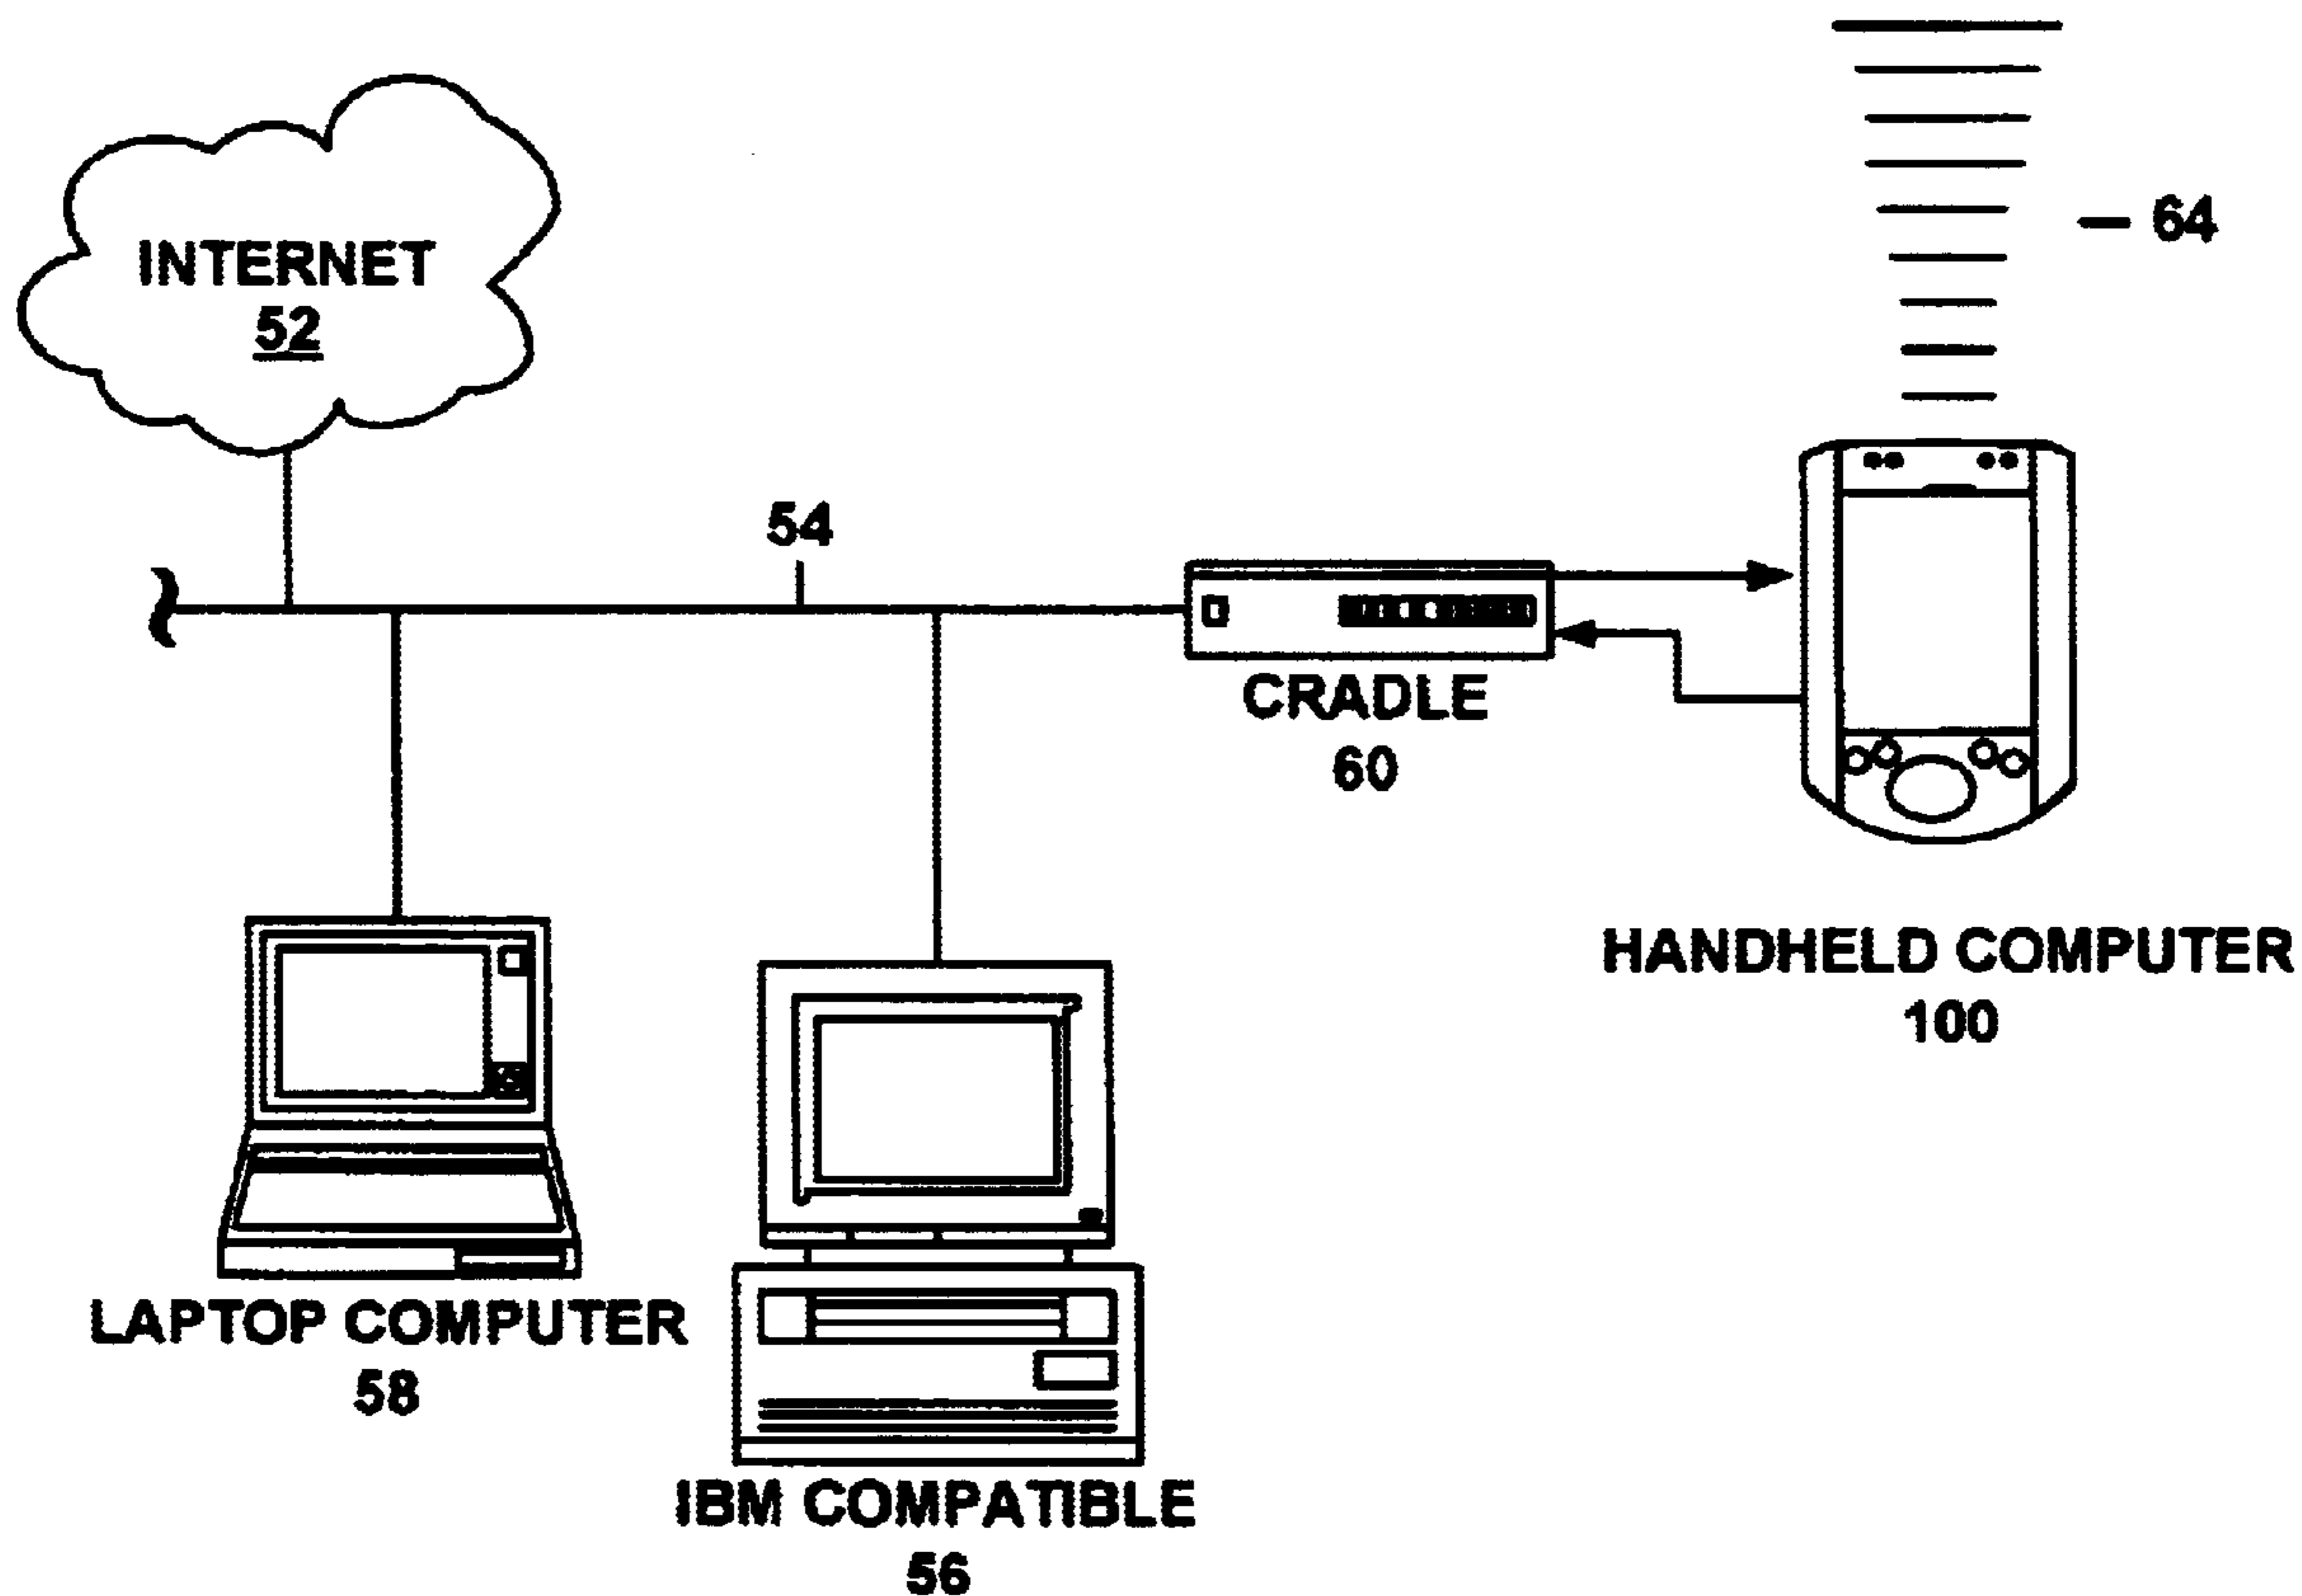 INTERNET
52
64
54
CRADLE
60
HANDHELD COMPUTER
100
LAPTOP COMPUTER
58
IBM COMPATIBLE
56